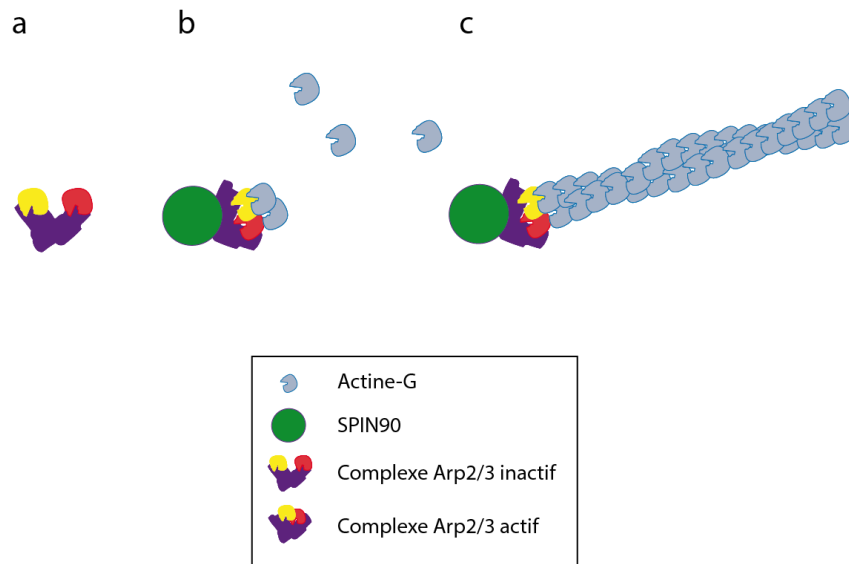 a
b
c
Actine-G
SPIN90
Complexe Arp2/3 inactif
Complexe Arp2/3 actif